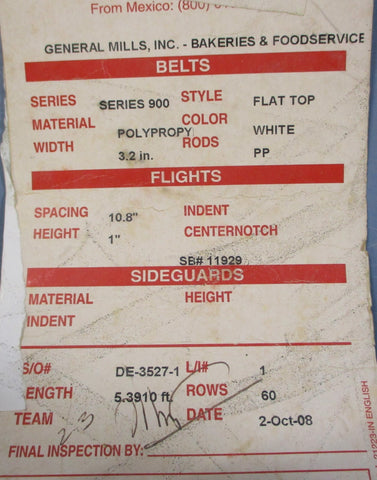 From Mexico: (800)
GENERAL MILLS, INC. - BAKERIES & FOODSERVICE
BELTS
SERIES SERIES 900 STYLE FLAT TOP
MATERIAL POLYPROPY COLOR WHITE
WIDTH 3.2 in. RODS PP
FLIGHTS
SPACING 10.8" INDENT
HEIGHT 1" CENTERNOTCH
SB# 11929
SIDEGUARDS
MATERIAL HEIGHT
INDENT
S/O# DE-3527-1 L/I# 1
ENGTH 5.3910 ft. ROWS 60
TEAM 2-3 DATE 2-Oct-08
FINAL INSPECTION BY:
21223-IN ENGLISH